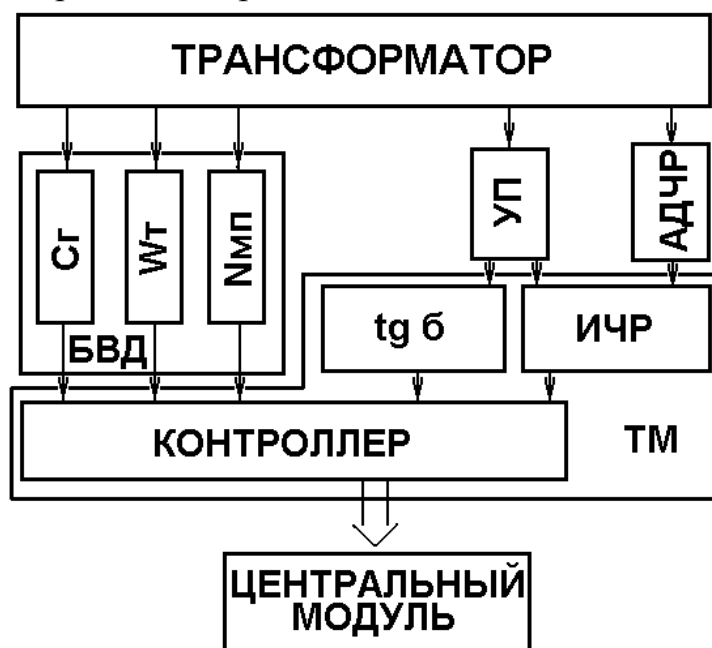 ТРАНСФОРМАТОР
Сг
Wт
Nмп
УП
АДЧР
БВД
tg б
ИЧР
КОНТРОЛЛЕР
ТМ
ЦЕНТРАЛЬНЫЙ
МОДУЛЬ